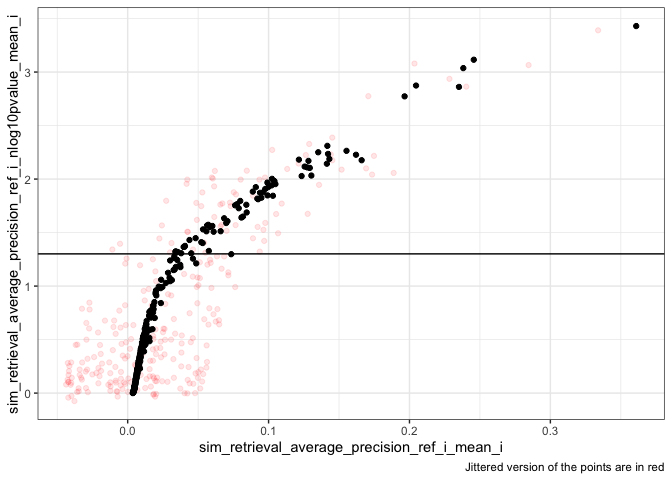 sim_retrieval_average_precision_ref_i_nlog10pvalue_mean_i_
3
2
1
0
0.0
0.1
0.2
0.3
sim_retrieval_average_precision_ref_i_mean_i
Jittered version of the points are in red